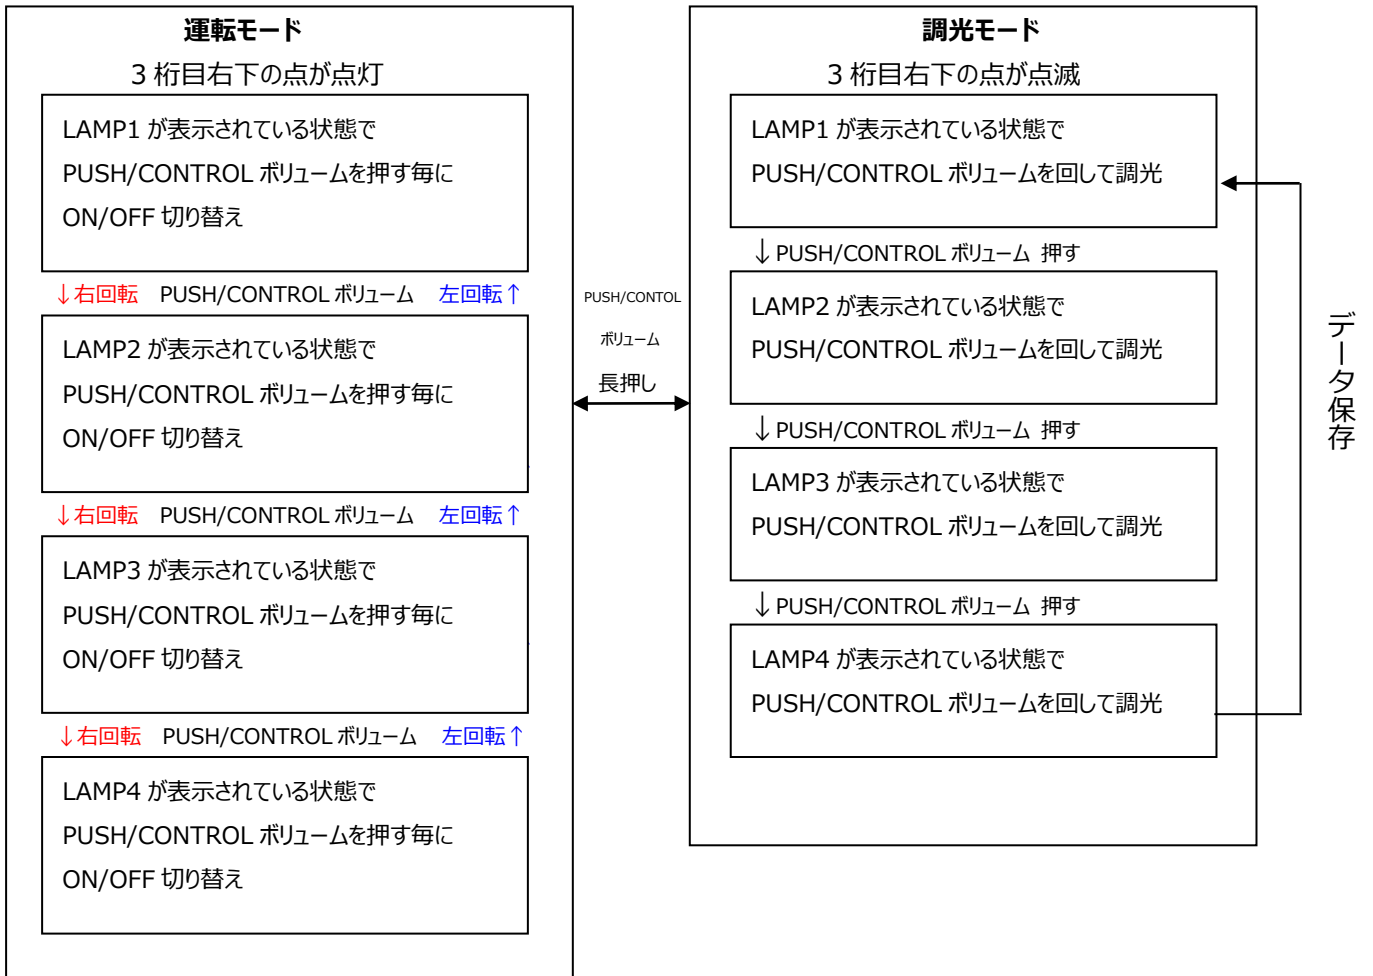 運転モード
3 桁目右下の点が点灯
LAMP1 が表示されている状態で
PUSH/CONTROL ボリュームを押す毎に
ON/OFF 切り替え
↓右回転 PUSH/CONTROL ボリューム 左回転↑
LAMP2 が表示されている状態で
PUSH/CONTROL ボリュームを押す毎に
ON/OFF 切り替え
↓右回転 PUSH/CONTROL ボリューム 左回転↑
LAMP3 が表示されている状態で
PUSH/CONTROL ボリュームを押す毎に
ON/OFF 切り替え
↓右回転 PUSH/CONTROL ボリューム 左回転↑
LAMP4 が表示されている状態で
PUSH/CONTROL ボリュームを押す毎に
ON/OFF 切り替え
PUSH/CONTOL
ボリューム
長押し
調光モード
3 桁目右下の点が点滅
LAMP1 が表示されている状態で
PUSH/CONTROL ボリュームを回して調光
↓PUSH/CONTROL ボリューム 押す
LAMP2 が表示されている状態で
PUSH/CONTROL ボリュームを回して調光
↓PUSH/CONTROL ボリューム 押す
LAMP3 が表示されている状態で
PUSH/CONTROL ボリュームを回して調光
↓PUSH/CONTROL ボリューム 押す
LAMP4 が表示されている状態で
PUSH/CONTROL ボリュームを回して調光
データ保存